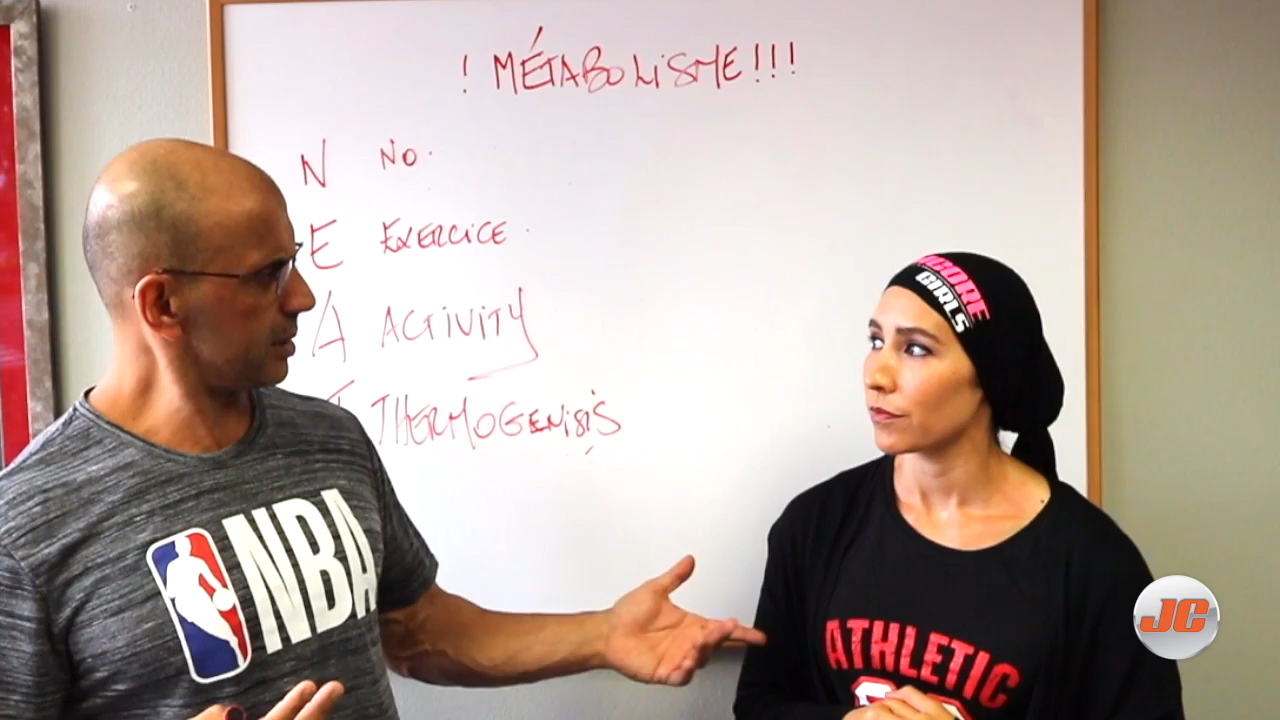 ! MÉTABOLISME!!!
N NO.
E EXERCICE.
A ACTIVITY
T THERMOGENISIS
GIRLS
NBA
ATHLETIC
JC